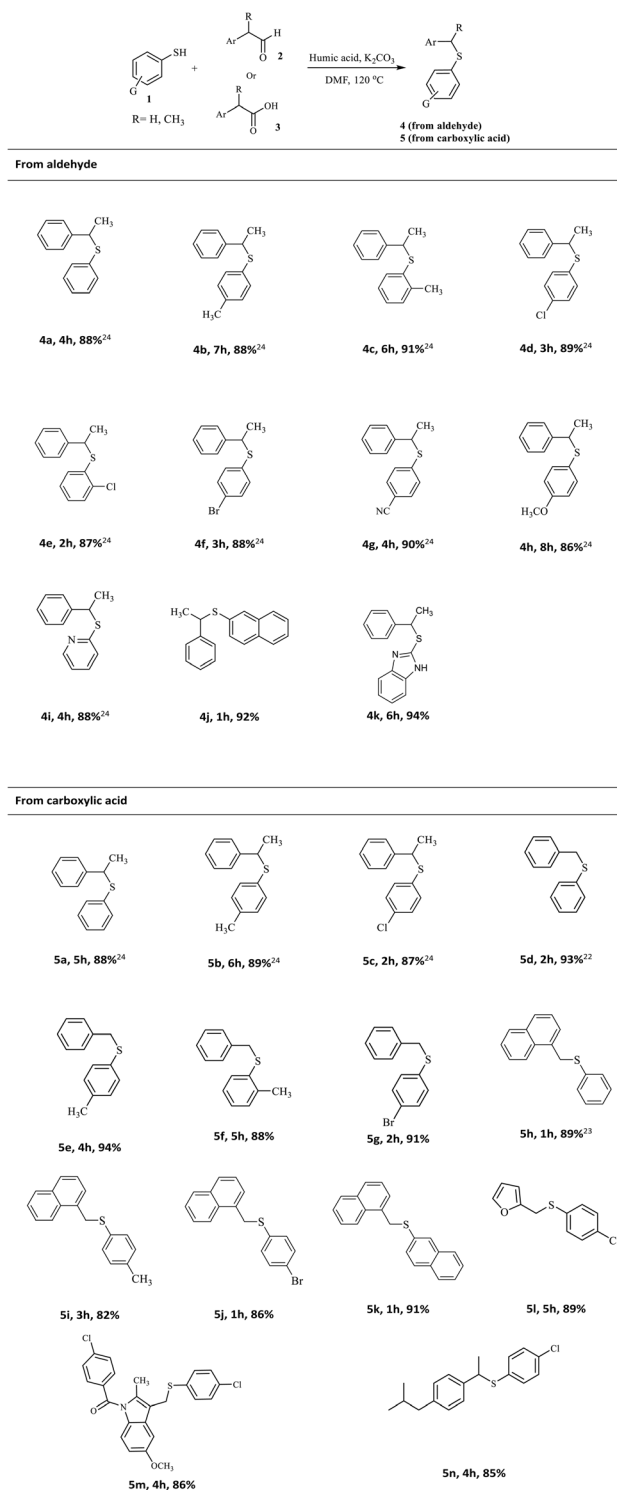 SH
G
1
R= H, CH3
+
R
Ar
H
O
2
Or
R
Ar
OH
O
3
Humic acid, K2CO3
DMF, 120 oC
R
Ar
S
G
4 (from aldehyde)
5 (from carboxylic acid)
From aldehyde
CH3
S
4a, 4h, 88%24
CH3
S
H3C
4b, 7h, 88%24
CH3
S
CH3
4c, 6h, 91%24
CH3
S
Cl
4d, 3h, 89%24
CH3
S
Cl
4e, 2h, 87%24
CH3
S
Br
4f, 3h, 88%24
CH3
S
NC
4g, 4h, 90%24
CH3
S
H3CO
4h, 8h, 86%24
CH3
S
N
4i, 4h, 88%24
H3C
S
4j, 1h, 92%
CH3
S
N
NH
4k, 6h, 94%
From carboxylic acid
CH3
S
5a, 5h, 88%24
CH3
S
H3C
5b, 6h, 89%24
CH3
S
Cl
5c, 2h, 87%24
S
5d, 2h, 93%22
S
H3C
5e, 4h, 94%
S
CH3
5f, 5h, 88%
S
Br
5g, 2h, 91%
S
5h, 1h, 89%23
S
CH3
5i, 3h, 82%
S
Br
5j, 1h, 86%
S
5k, 1h, 91%
O
S
C
5l, 5h, 89%
Cl
O
N
CH3
S
Cl
OCH3
5m, 4h, 86%
S
Cl
5n, 4h, 85%